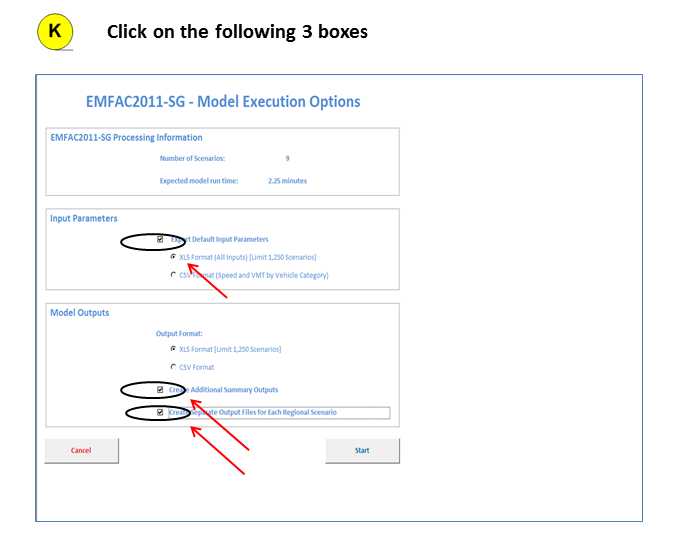 K
Click on the following 3 boxes
EMFAC2011-SG - Model Execution Options
EMFAC2011-SG Processing Information
Number of Scenarios: 9
Expected model run time: 2.25 minutes
Input Parameters
Export Default Input Parameters
XLS Format (All Inputs) [Limit 1,250 Scenarios]
CSV Format (Speed and VMT by Vehicle Category)
Model Outputs
Output Format:
XLS Format [Limit 1,250 Scenarios]
CSV Format
Create Additional Summary Outputs
Create Separate Output Files for Each Regional Scenario
Cancel Start